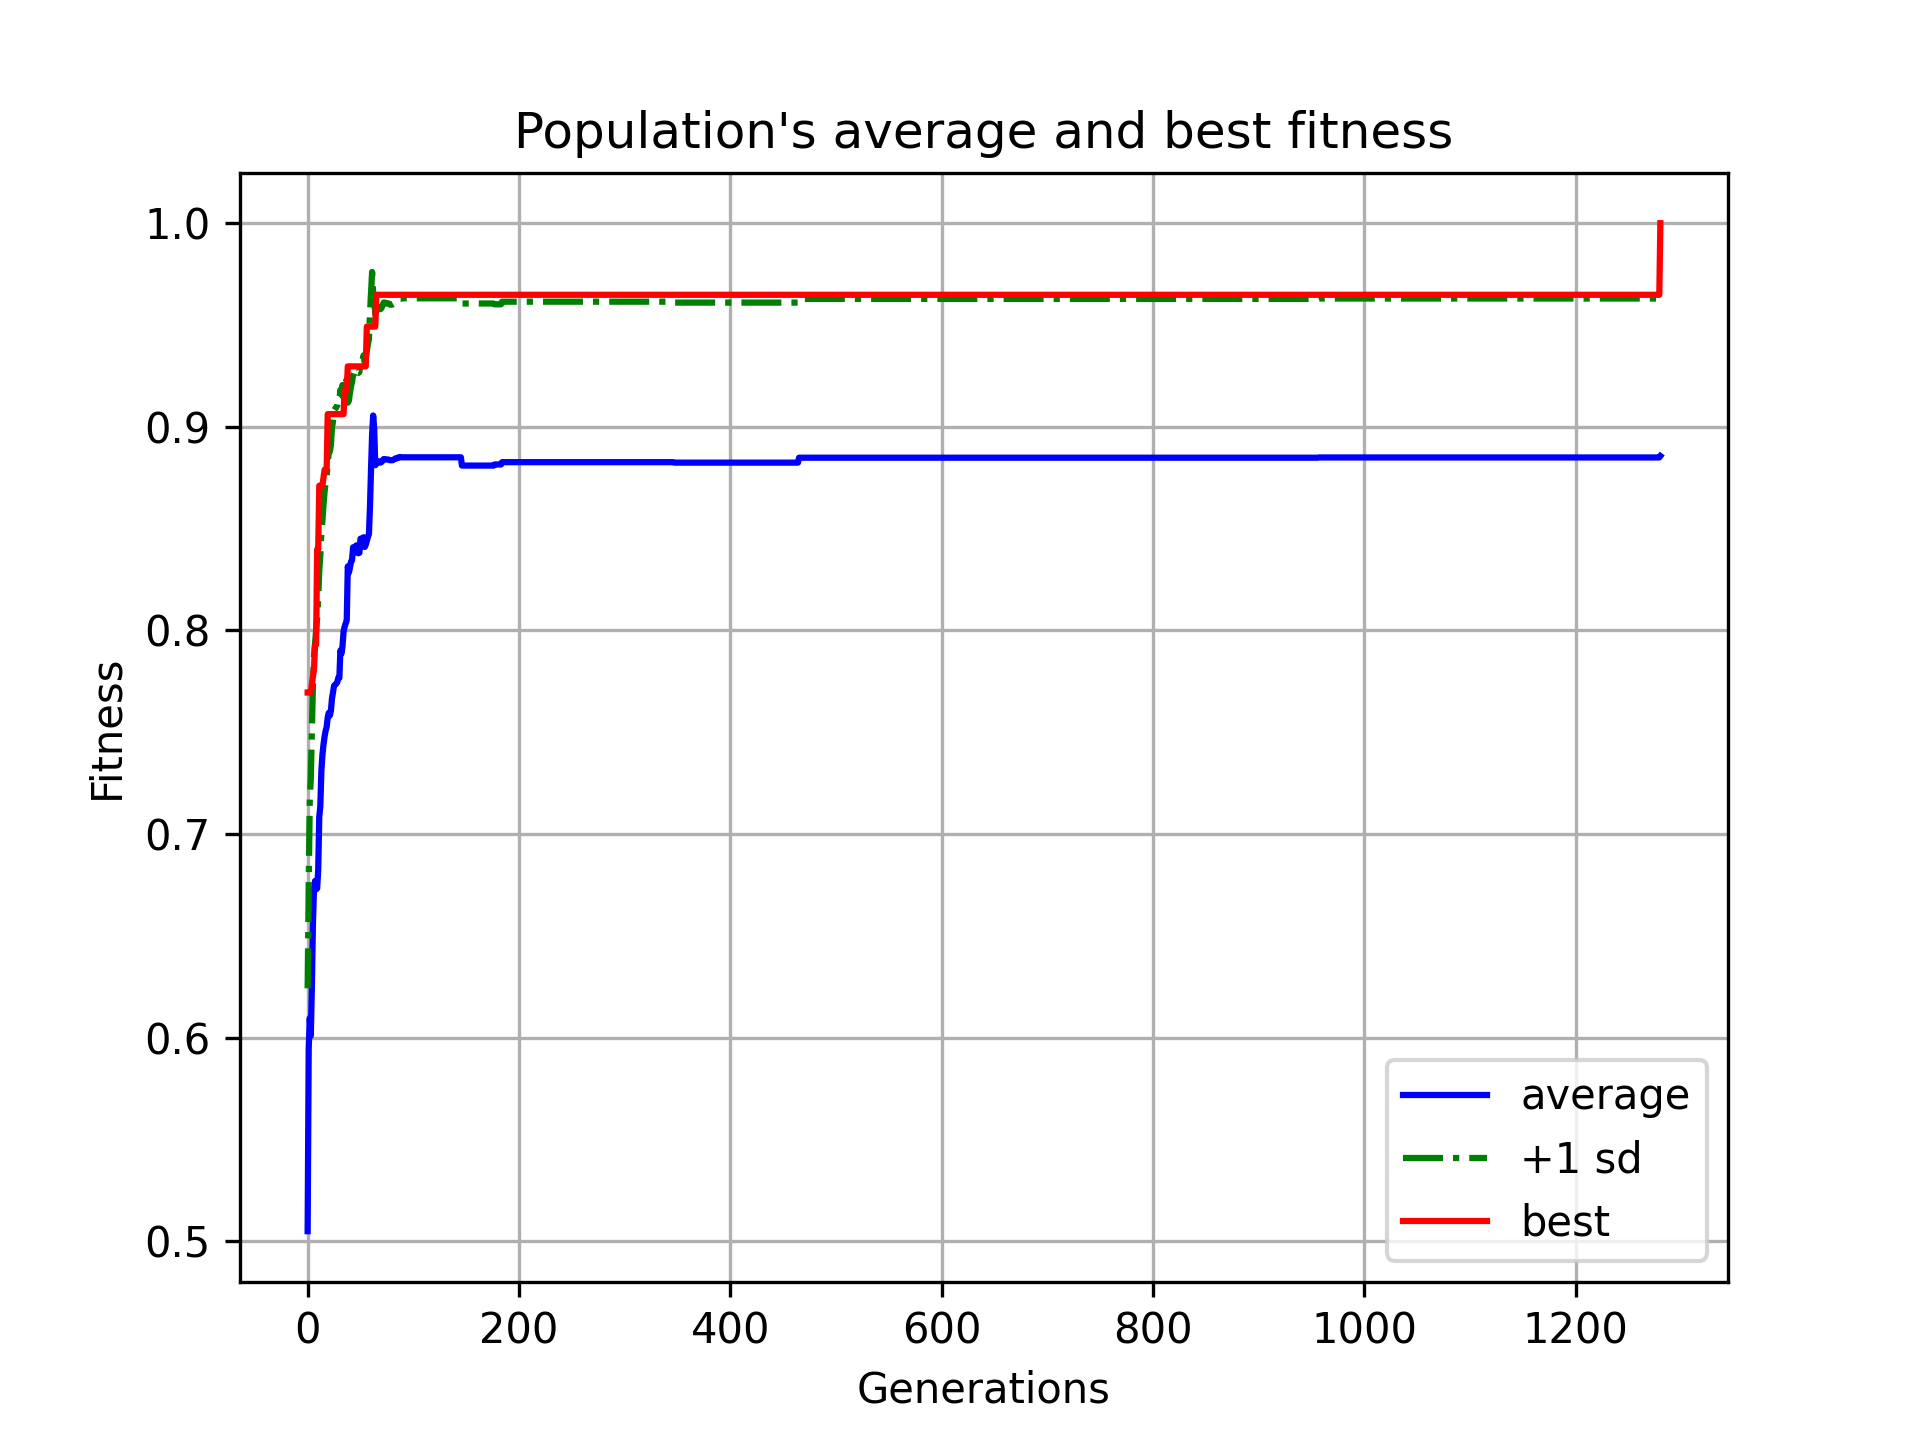 Population's average and best fitness
1.0
0.9
0.8
0.7
0.6
0.5
Fitness
0 200 400 600 800 1000 1200
Generations
average
+1 sd
best